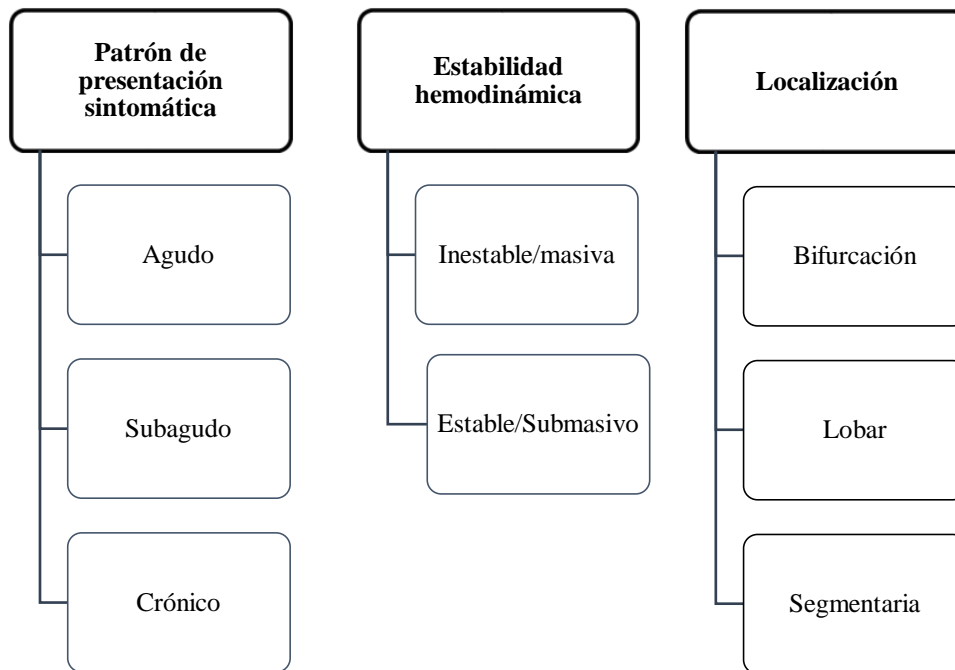 Patrón de
presentación
sintomática
Agudo
Subagudo
Crónico
Estabilidad
hemodinámica
Inestable/masiva
Estable/Submasivo
Localización
Bifurcación
Lobar
Segmentaria